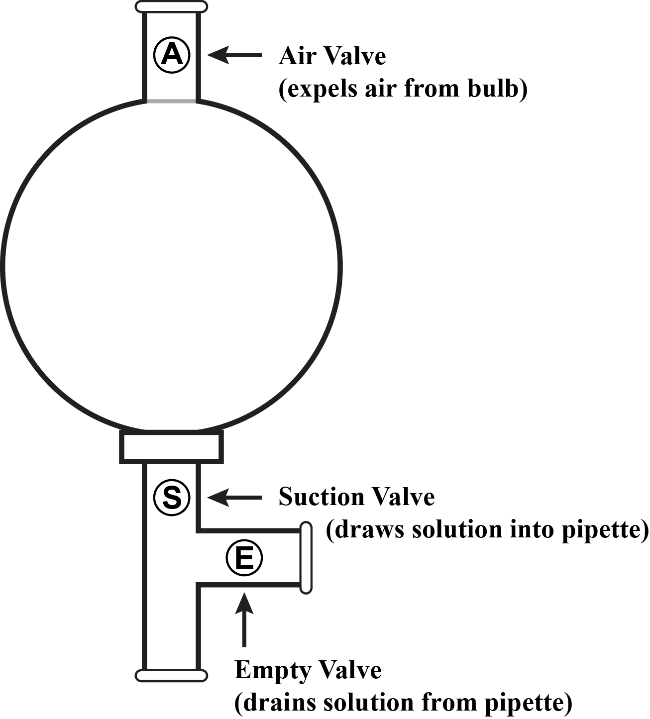 A
Air Valve
(expels air from bulb)
S
Suction Valve
(draws solution into pipette)
E
Empty Valve
(drains solution from pipette)